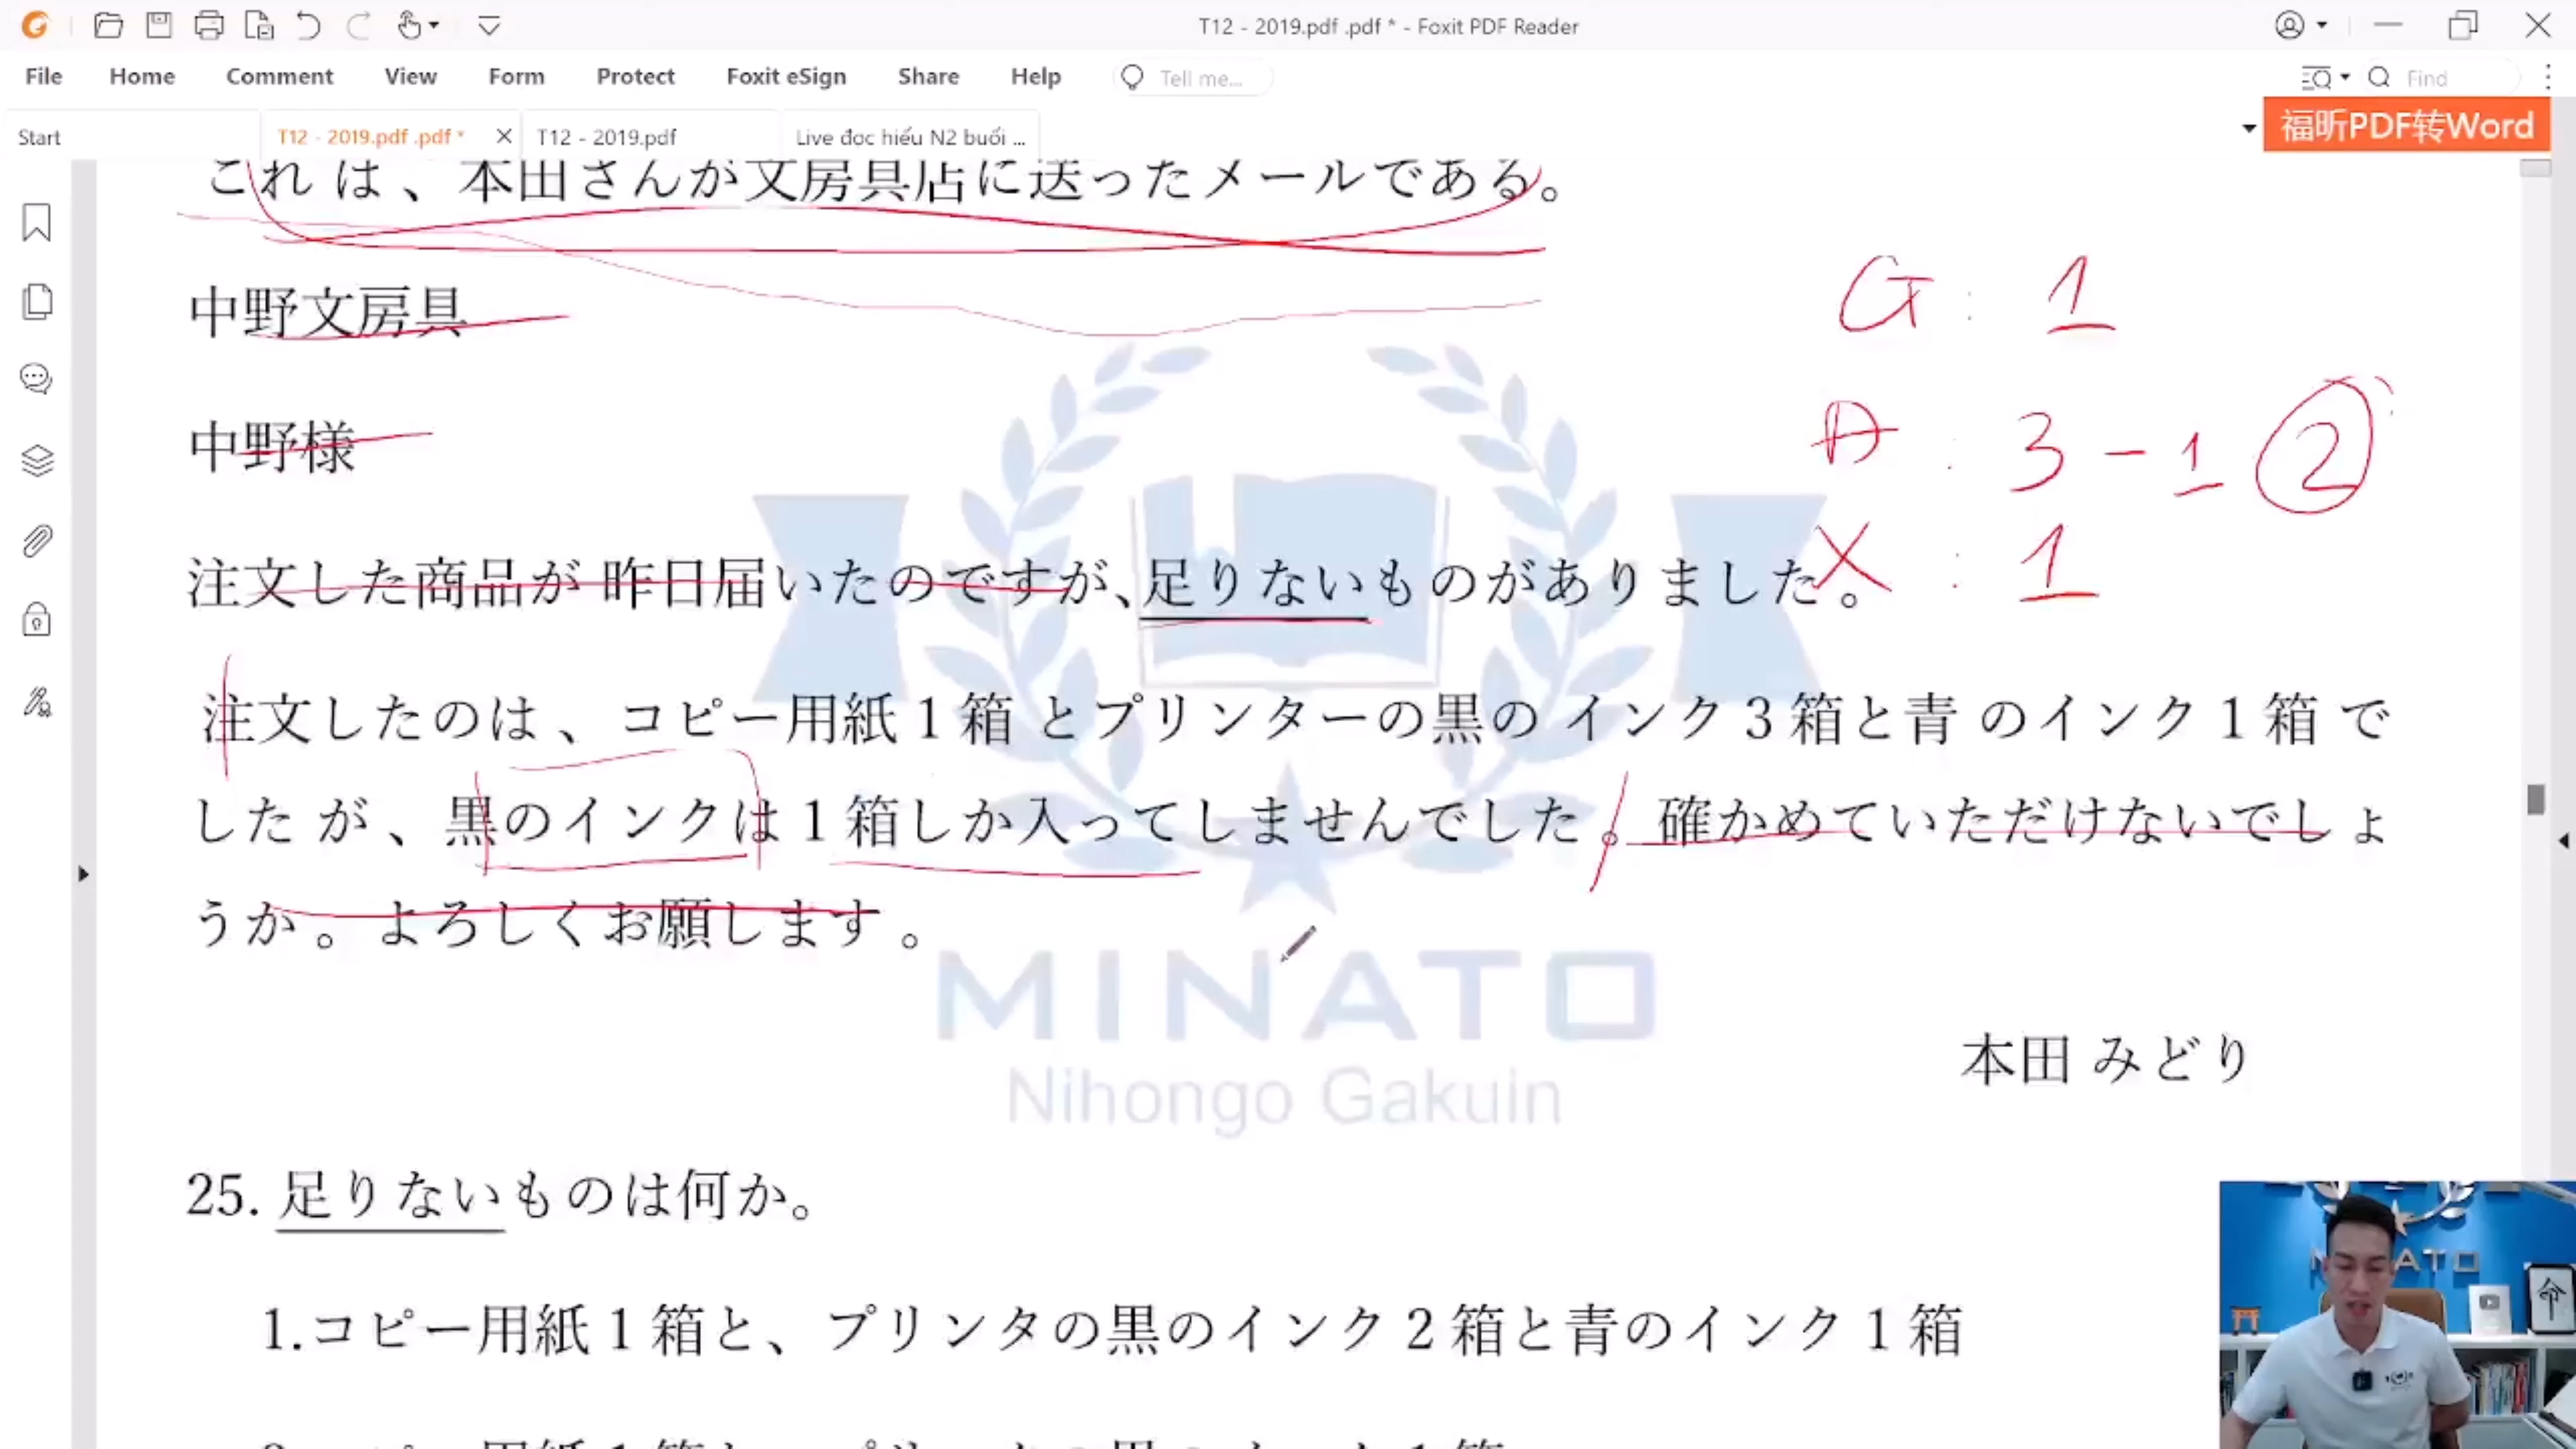 T12 - 2019.pdf .pdf * - Foxit PDF Reader
File Home Comment View Form Protect Foxit eSign Share Help Tell me... Find
Start T12 - 2019.pdf .pdf * T12 - 2019.pdf Live đọc hiểu N2 buổi ...
福昕PDF转Word
これは、本田さんが文房具店に送ったメールである。
中野文房具
G : 1
中野様
Đ : 3 - 1 2
注文した商品が昨日届いたのですが、足りないものがありました。
X : 1
注文したのは、コピー用紙1箱とプリンターの黒のインク3箱と青のインク1箱で
したが、黒のインクは1箱しか入ってしませんでした。確かめていただけないでしょ
うか。よろしくお願します。
MINATO
Nihongo Gakuin
本田みどり
25. 足りないものは何か。
1.コピー用紙1箱と、プリンタの黒のインク2箱と青のインク1箱